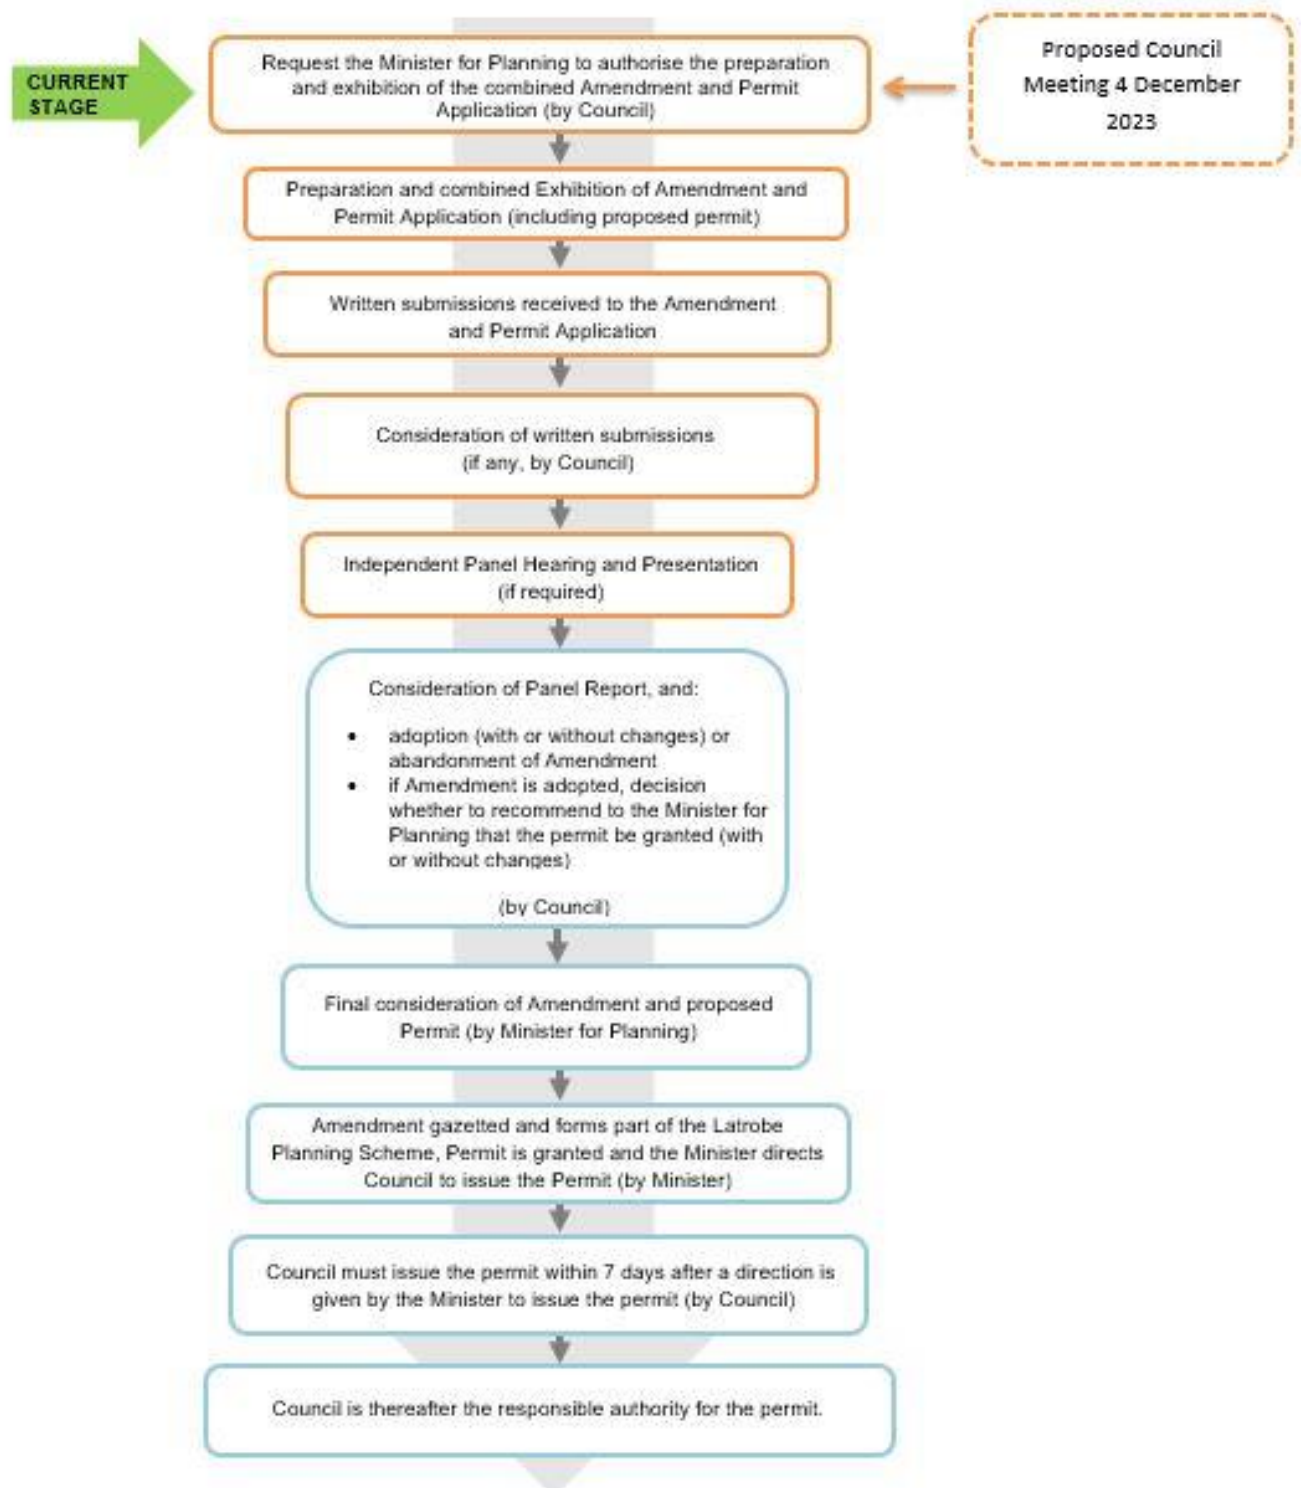 CURRENT
STAGE
Request the Minister for Planning to authorise the preparation
and exhibition of the combined Amendment and Permit
Application (by Council)
Proposed Council
Meeting 4 December
2023
Preparation and combined Exhibition of Amendment and
Permit Application (including proposed permit)
Written submissions received to the Amendment
and Permit Application
Consideration of written submissions
(if any, by Council)
Independent Panel Hearing and Presentation
(if required)
Consideration of Panel Report, and:
• adoption (with or without changes) or
abandonment of Amendment
• if Amendment is adopted, decision
whether to recommend to the Minister for
Planning that the permit be granted (with
or without changes)
(by Council)
Final consideration of Amendment and proposed
Permit (by Minister for Planning)
Amendment gazetted and forms part of the Latrobe
Planning Scheme, Permit is granted and the Minister directs
Council to issue the Permit (by Minister)
Council must issue the permit within 7 days after a direction is
given by the Minister to issue the permit (by Council)
Council is thereafter the responsible authority for the permit.